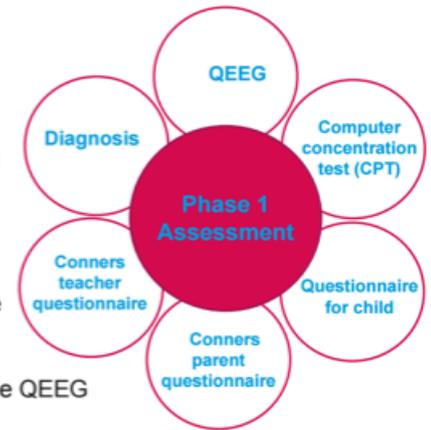 QEEG
Diagnosis
Computer
concentration
test (CPT)
Phase 1
Assessment
Conners
teacher
questionnaire
Questionnaire
for child
Conners
parent
questionnaire
e QEEG